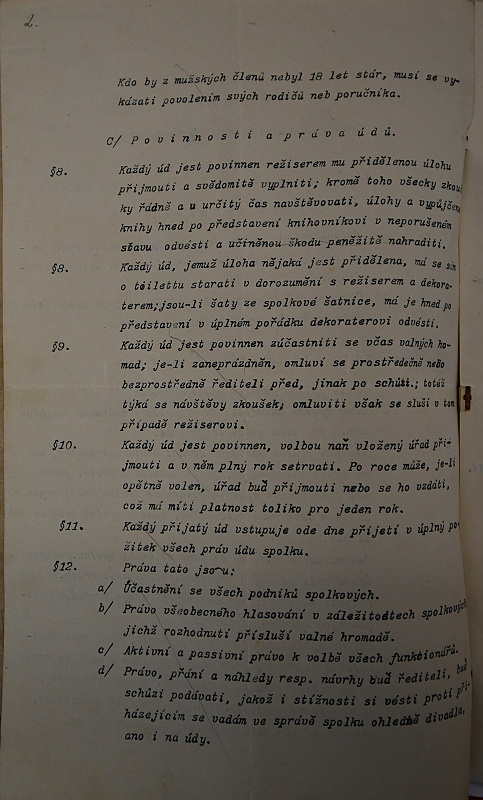 2.
Kdo by z mužských členů nebyl 18 let stár, musí se vy-
kázati povolením svých rodičů neb poručníka.
C/ P o v i n n o s t i a p r á v a ú d ů.
§8. Každý úd jest povinnen režiserem mu přidělenou úlohu
přijmouti a svědomitě vyplniti; kromě toho všecky zkouš
ky řádně a u určitý čas navštěvovati, úlohy a vypůjčené
knihy hned po představení knihovníkovi v neporušeném
stavu odvésti a učiněnou škodu peněžitě nahraditi.
§8. Každý úd, jemuž úloha nějaká jest přidělena, má se sám
o toilettu starati v dorozumění s režiserem a dekora-
terem;jsou-li šaty ze spolkové šatnice, má je hned po
představení v úplném pořádku dekoraterovi odvésti.
§9. Každý úd jest povinnen zúčastniti se včas valných ho-
mad; je-li zaneprázdněn, omluví se prostředečně nebo
bezprostředně řediteli před, jinak po schůzi.; totéž
týká se návštěvy zkoušek; omluviti však se sluší v tom
případě režiserovi.
§10. Každý úd jest povinnen, volbou naň vložený úřad při-
jmouti a v něm plný rok setrvati. Po roce může, je-li
opětně volen, úřad buď přijmouti nebo se ho vzdáti,
což má míti platnost toliko pro jeden rok.
§11. Každý přijatý úd vstupuje ode dne přijetí v úplný po-
žitek všech práv údu spolku.
§12. Práva tato jsou:
a/ Účastnění se všech podniků spolkových.
b/ Právo všeobecného hlasování v záležitodtech spolkových
jichž rozhodnutí přísluší valné hromadě.
c/ Aktivní a passivní právo k volbě všech funktionářů.
d/ Právo, přání a náhledy resp. návrhy buď řediteli, buď
schůzi podávati, jakož i stížnosti si vésti proti při-
házejícím se vadám ve správě spolku ohledně divadla,
ano i na údy.